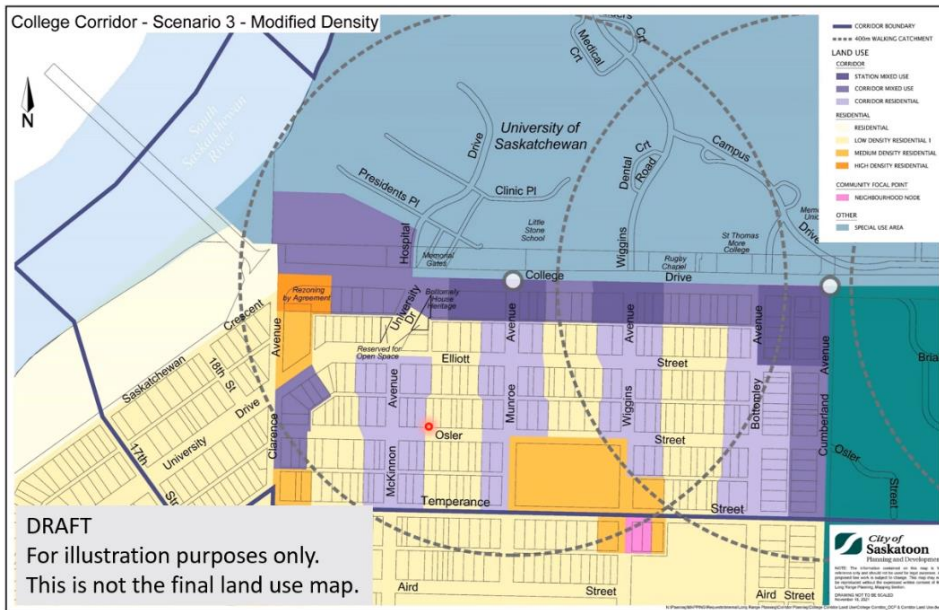 College Corridor - Scenario 3 - Modified Density
CORRIDOR BOUNDARY
400m WALKING CATCHMENT
LAND USE
CORRIDOR
STATION MIXED USE
CORRIDOR MIXED USE
CORRIDOR RESIDENTIAL
RESIDENTIAL
RESIDENTIAL
LOW DENSITY RESIDENTIAL 1
MEDIUM DENSITY RESIDENTIAL
HIGH DENSITY RESIDENTIAL
COMMUNITY FOCAL POINT
NEIGHBOURHOOD NODE
OTHER
SPECIAL USE AREA
N
South
Saskatchewan
River
Medical
Crt
Crt
University of
Saskatchewan
Drive
Presidents Pl
Clinic Pl
Dental
Crt
Road
Campus
Drive
Hospital
Memorial
Gates
Little
Stone
School
Wiggins
St Thomas
More
College
Rugby
Chapel
College
Drive
Rezoning
by Agreement
Bottomely
House
Heritage
University
Dr
Reserved for
Open Space
Crescent
Avenue
Saskatchewan
18th St
Drive
University
17th
Clarence
Elliott
Street
Avenue
McKinnon
Avenue
Munroe
Avenue
Wiggins
Avenue
Bottomley
Avenue
Cumberland
Osler
Street
Osler
Street
Temperance
Street
Aird
Street
Aird
Street
DRAFT
For illustration purposes only.
This is not the final land use map.
City of
Saskatoon
Planning and Development
DRAWING NOT TO BE SCALED